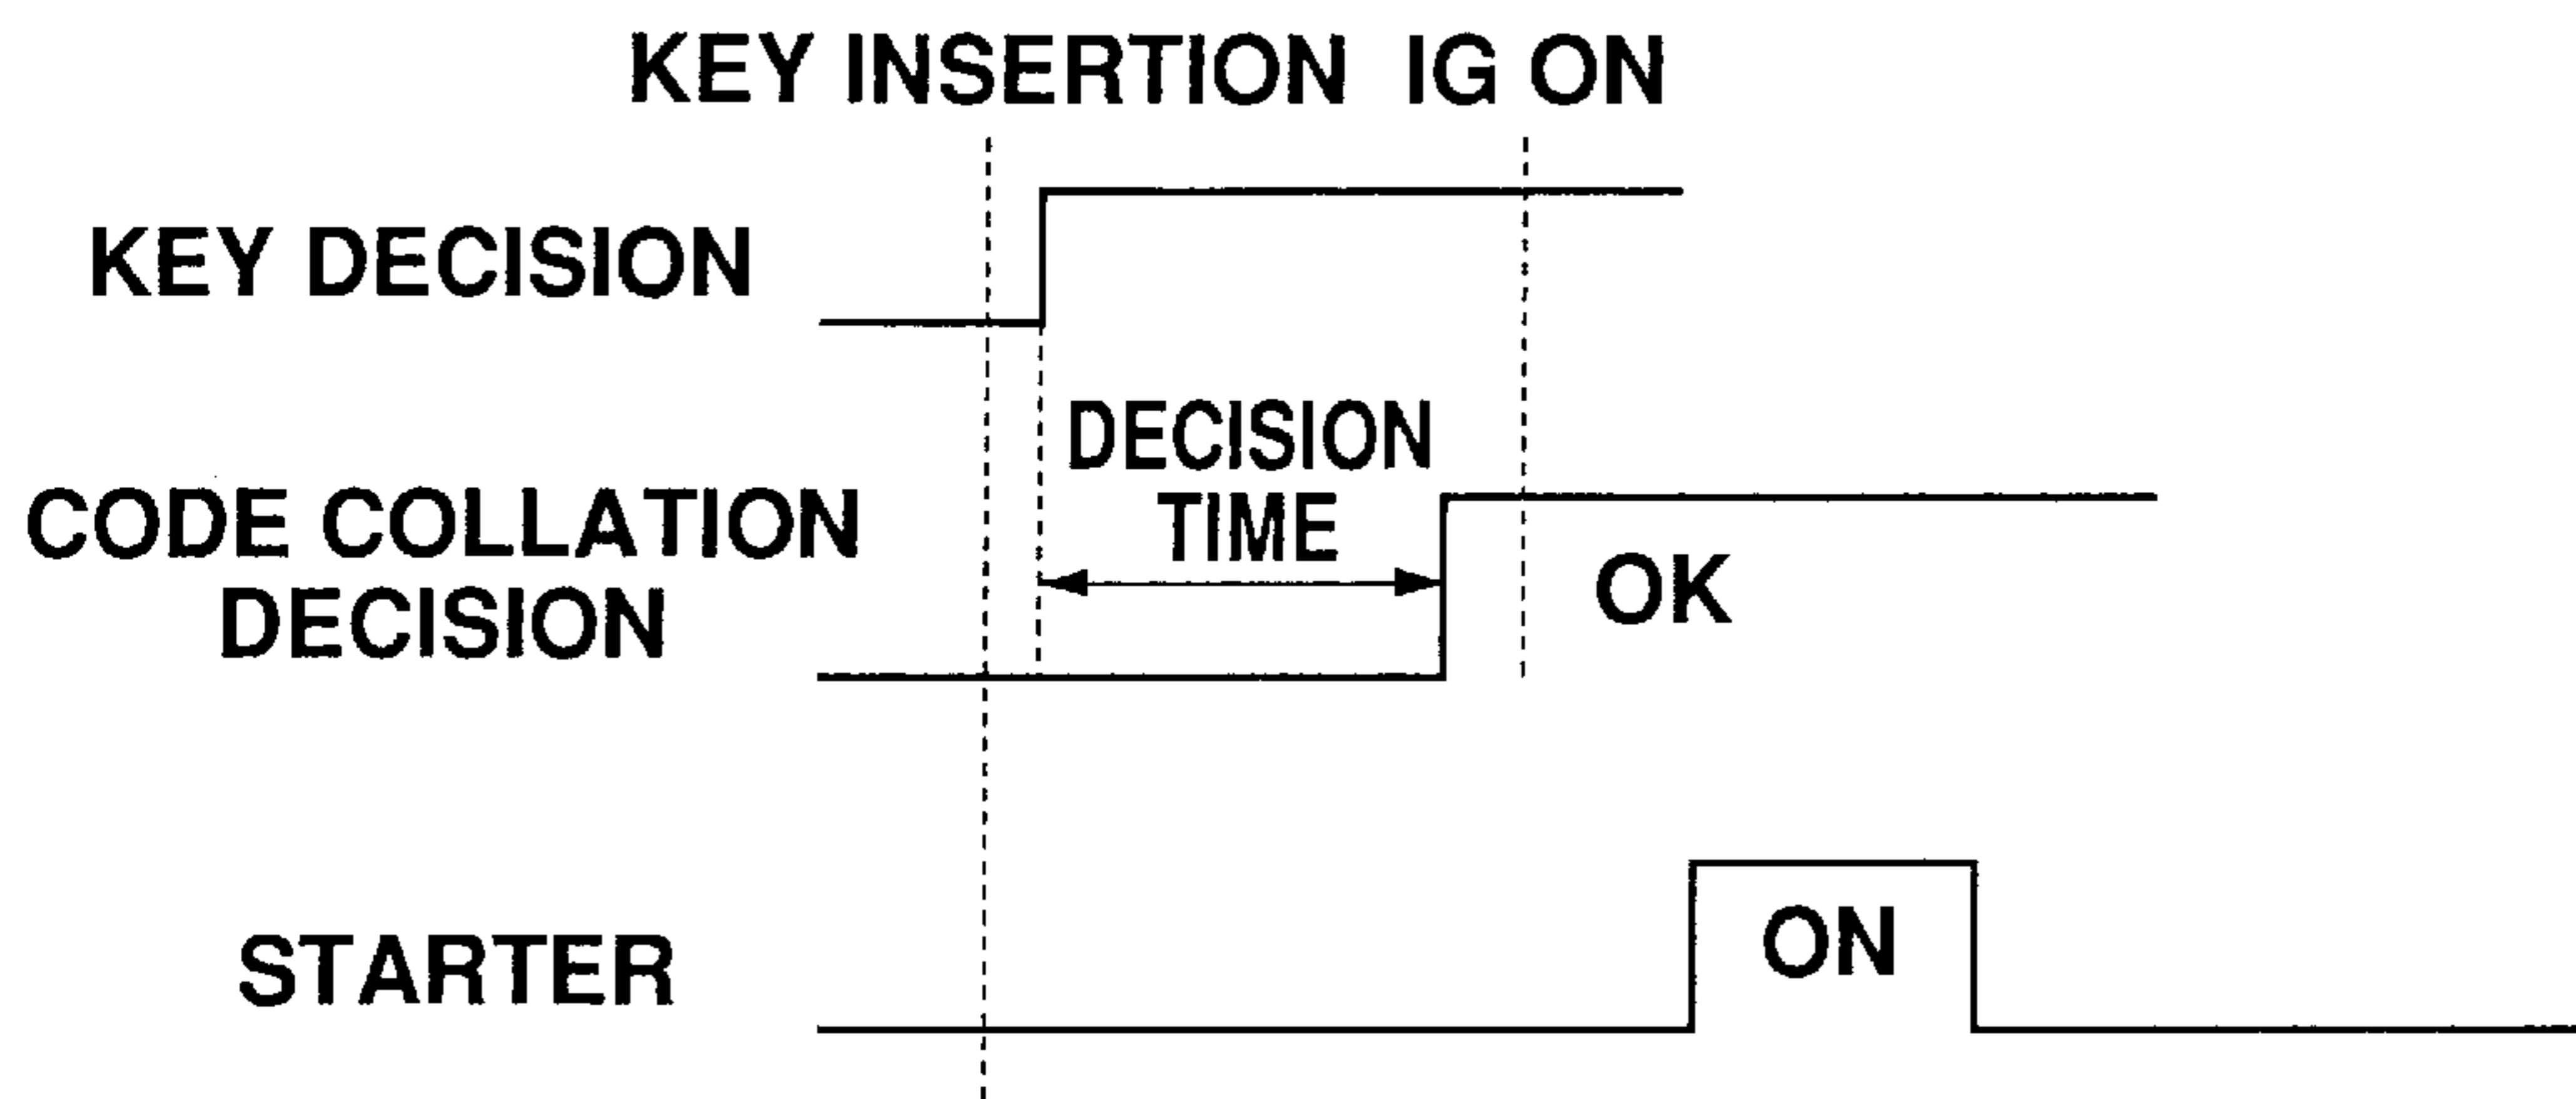 KEY INSERTION IG ON
KEY DECISION
DECISION
TIME
CODE COLLATION
DECISION
OK
STARTER
ON